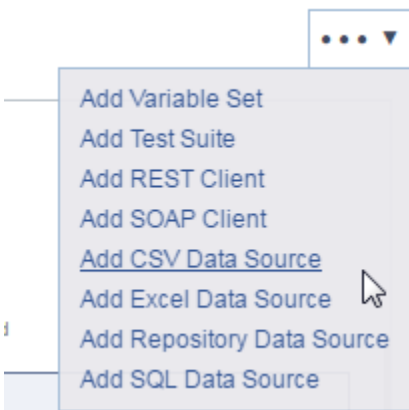 Add Variable Set
Add Test Suite
Add REST Client
Add SOAP Client
Add CSV Data Source
Add Excel Data Source
Add Repository Data Source
Add SQL Data Source